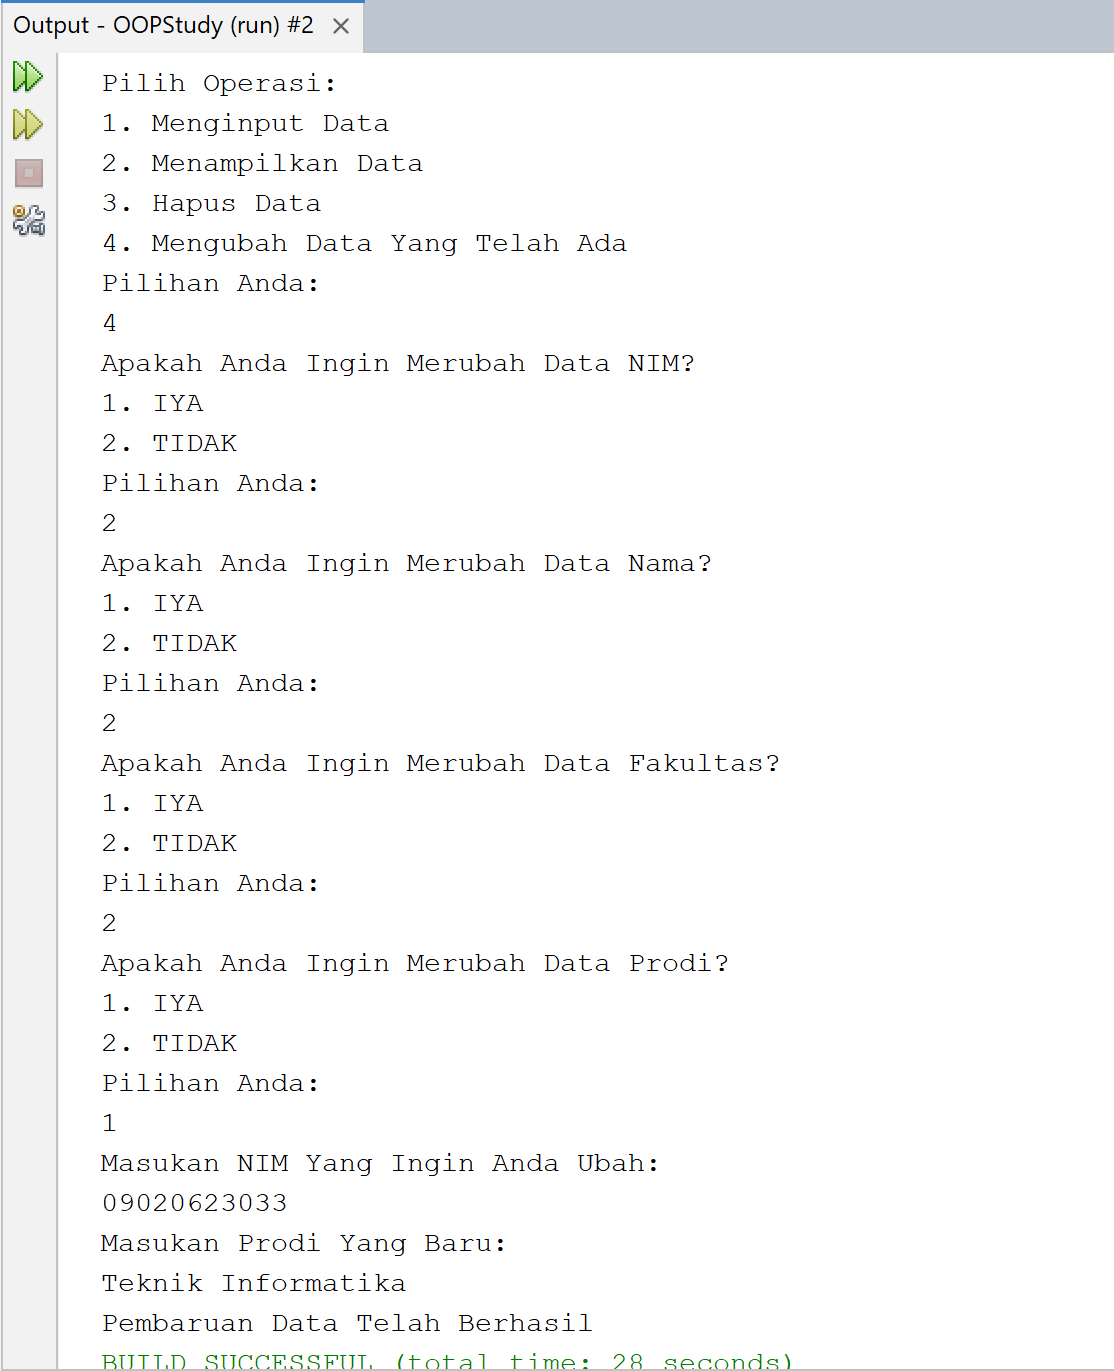 Output - OOPStudy (run) #2
Pilih Operasi:
1. Menginput Data
2. Menampilkan Data
3. Hapus Data
4. Mengubah Data Yang Telah Ada
Pilihan Anda:
4
Apakah Anda Ingin Merubah Data NIM?
1. IYA
2. TIDAK
Pilihan Anda:
2
Apakah Anda Ingin Merubah Data Nama?
1. IYA
2. TIDAK
Pilihan Anda:
2
Apakah Anda Ingin Merubah Data Fakultas?
1. IYA
2. TIDAK
Pilihan Anda:
2
Apakah Anda Ingin Merubah Data Prodi?
1. IYA
2. TIDAK
Pilihan Anda:
1
Masukan NIM Yang Ingin Anda Ubah:
09020623033
Masukan Prodi Yang Baru:
Teknik Informatika
Pembaruan Data Telah Berhasil
BUILD SUCCESSFUL (total time: 28 seconds)